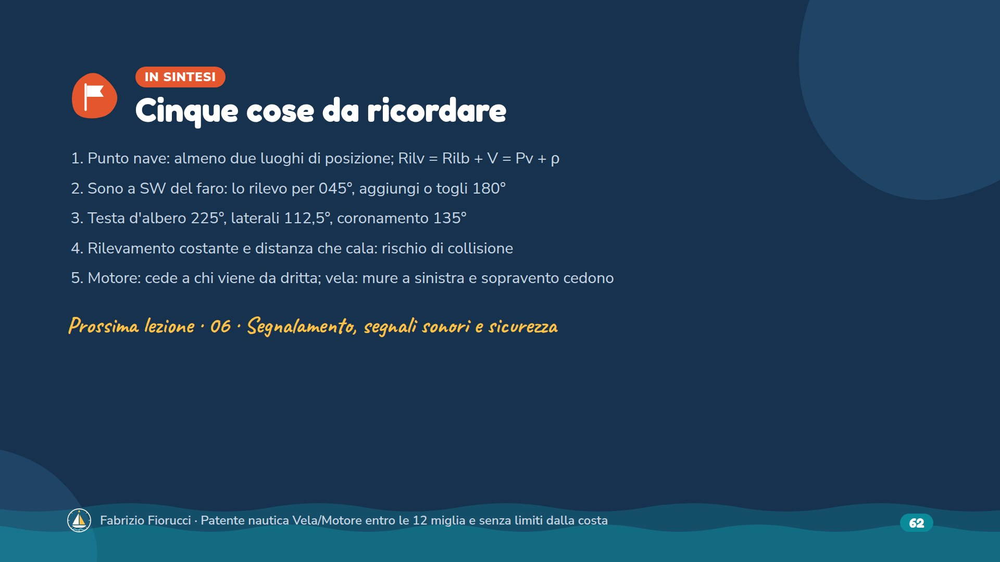 IN SINTESI
Cinque cose da ricordare
1. Punto nave: almeno due luoghi di posizione; Rilv = Rilb + V = Pv + ρ
2. Sono a SW del faro: lo rilevo per 045°, aggiungi o togli 180°
3. Testa d'albero 225°, laterali 112,5°, coronamento 135°
4. Rilevamento costante e distanza che cala: rischio di collisione
5. Motore: cede a chi viene da dritta; vela: mure a sinistra e sopravento cedono
Prossima lezione · 06 · Segnalamento, segnali sonori e sicurezza
Fabrizio Fiorucci · Patente nautica Vela/Motore entro le 12 miglia e senza limiti dalla costa
62